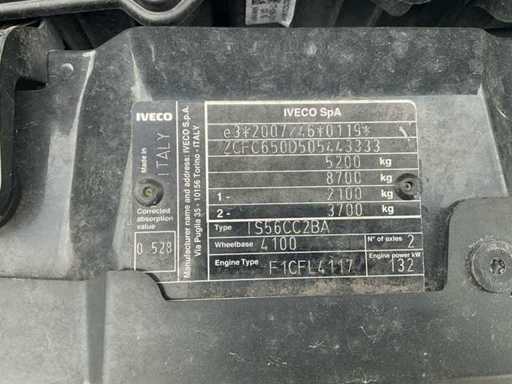 IVECO
Made in
ITALY
Corrected
absorption
value
0.528
Manufacturer name and address: IVECO S.p.A.
Via Puglia 35 - 10156 Torino - ITALY
IVECO SpA
e3*2007/46*0119*
ZCFC650D505443333
5200 kg
8700 kg
1- 2100 kg
2- 3700 kg
Type IS56CC2BA
Wheelbase 4100 N° of axles 2
Engine Type F1CFL411 Engine power kW 132